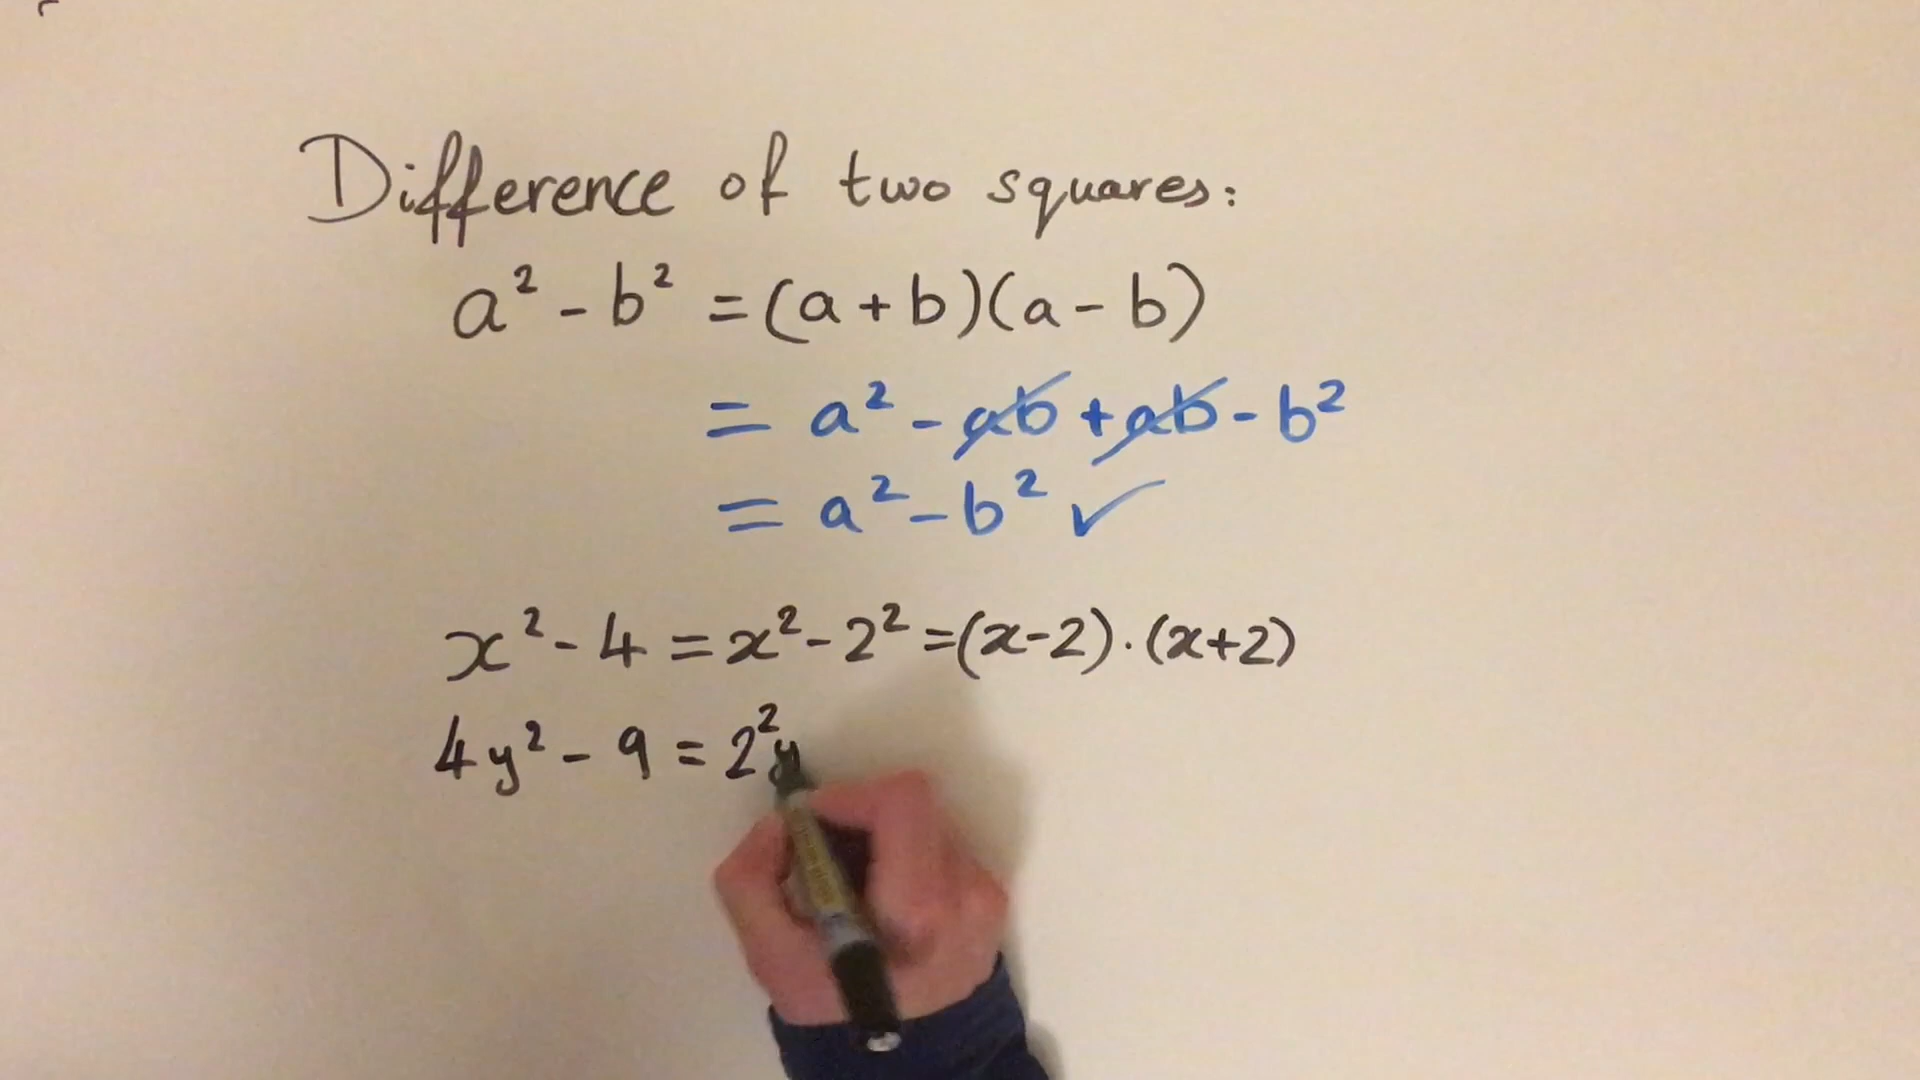 Difference of two squares:
a² - b² = (a + b)(a - b)
= a² - ab + ab - b²
= a² - b² ✓
x² - 4 = x² - 2² = (x-2)·(x+2)
4y² - 9 = 2²y